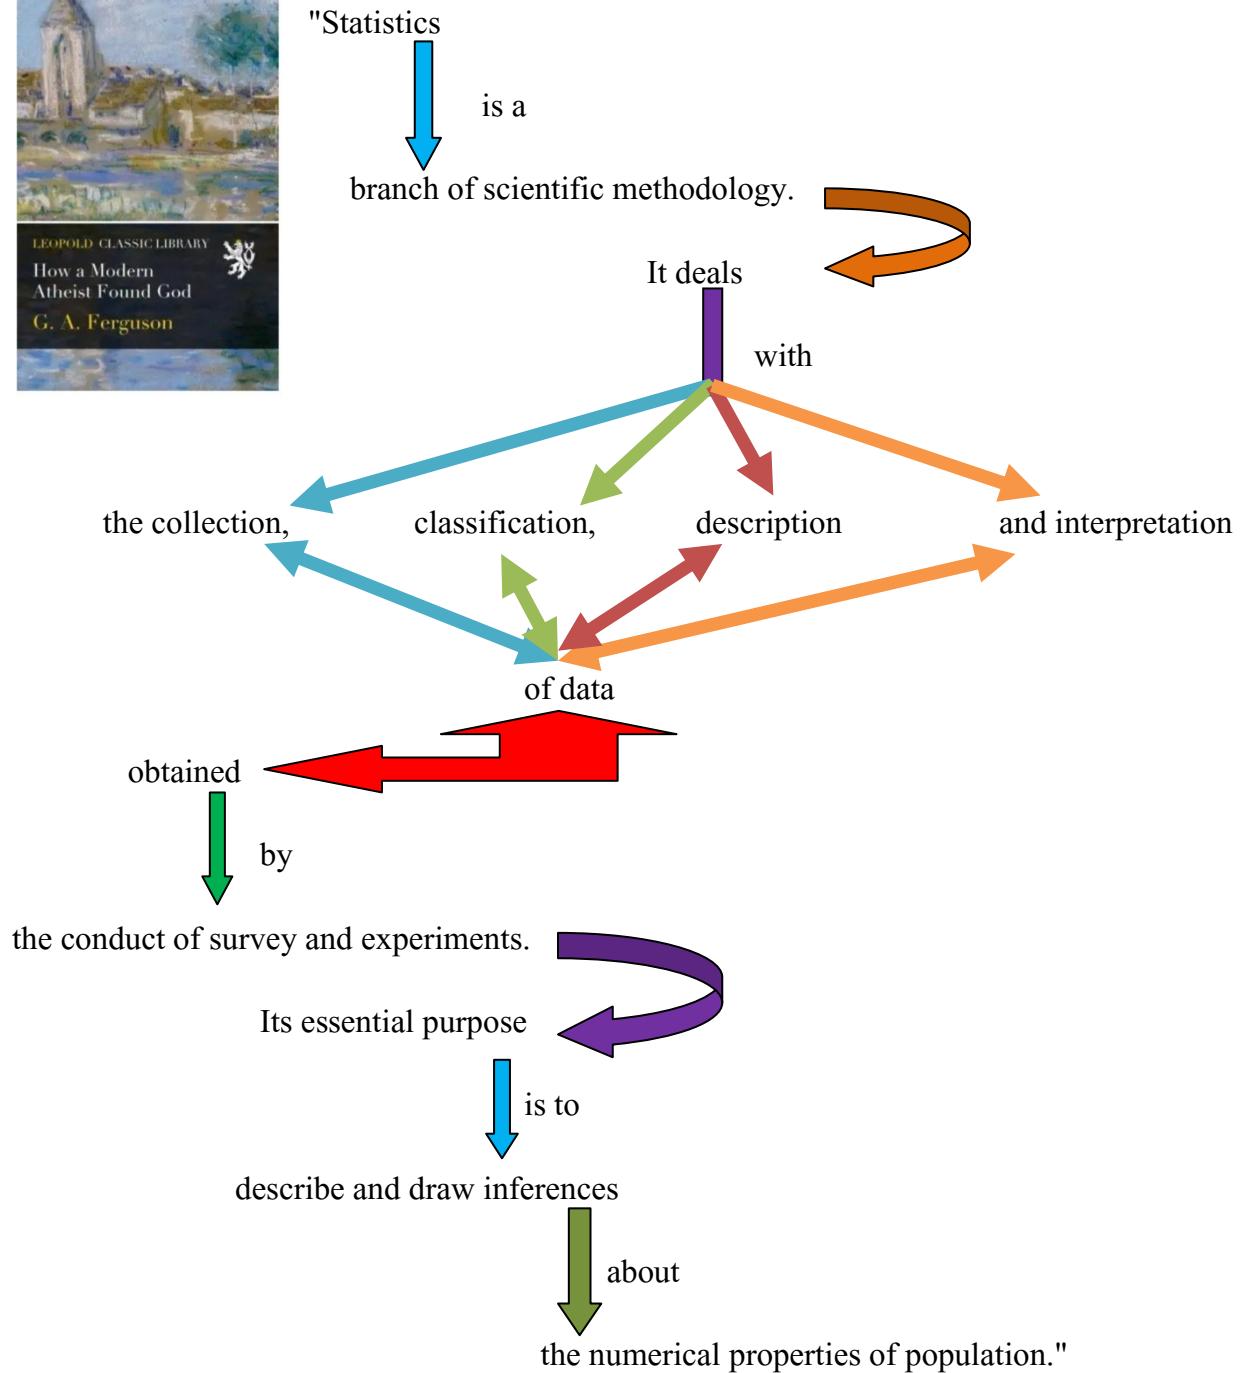 "Statistics
is a
branch of scientific methodology.
LEOPOLD CLASSIC LIBRARY
How a Modern
Atheist Found God
G. A. Ferguson
It deals
with
the collection, classification, description and interpretation
of data
obtained
by
the conduct of survey and experiments.
Its essential purpose
is to
describe and draw inferences
about
the numerical properties of population."